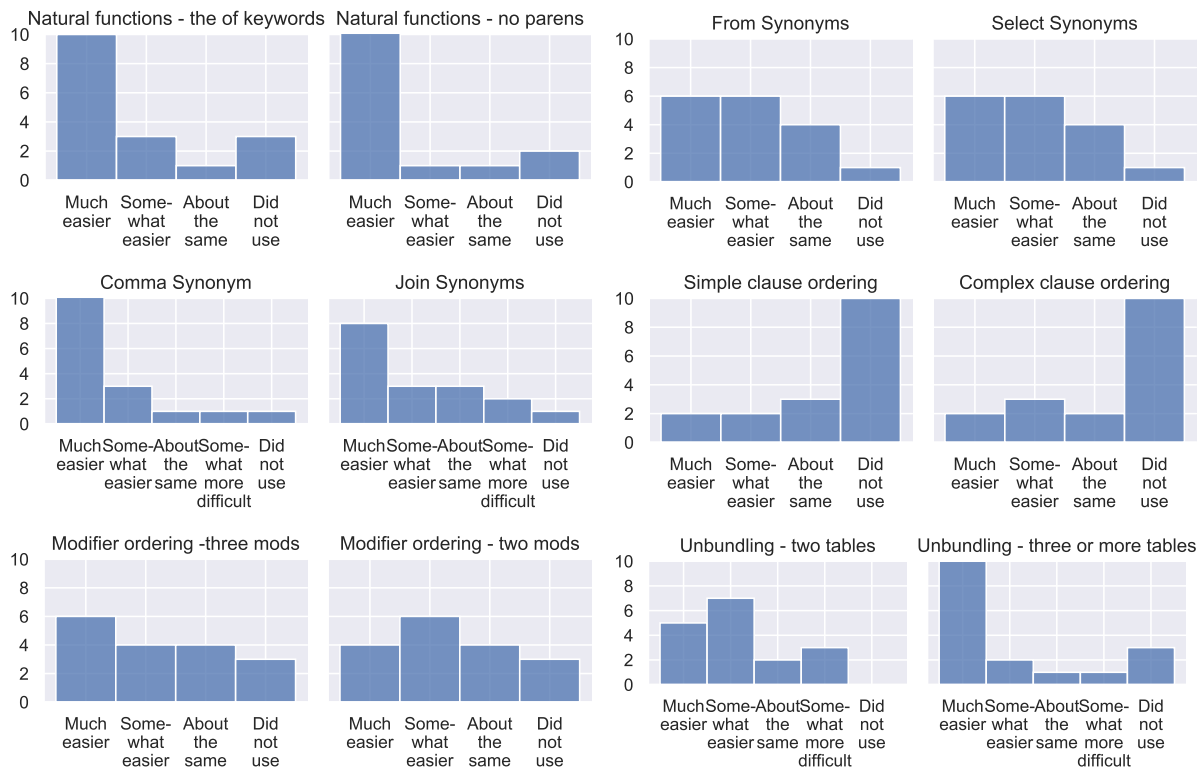 Natural functions - the of keywords
10
8
6
4
2
0
Much
easier
Some-
what
easier
About
the
same
Did
not
use
Natural functions - no parens
Much
easier
Some-
what
easier
About
the
same
Did
not
use
From Synonyms
10
8
6
4
2
0
Much
easier
Some-
what
easier
About
the
same
Did
not
use
Select Synonyms
Much
easier
Some-
what
easier
About
the
same
Did
not
use
Comma Synonym
10
8
6
4
2
0
Much
easier
Some-
what
easier
About
the
same
Some-
what
more
difficult
Did
not
use
Join Synonyms
Much
easier
Some-
what
easier
About
the
same
Some-
what
more
difficult
Did
not
use
Simple clause ordering
10
8
6
4
2
0
Much
easier
Some-
what
easier
About
the
same
Did
not
use
Complex clause ordering
Much
easier
Some-
what
easier
About
the
same
Did
not
use
Modifier ordering -three mods
10
8
6
4
2
0
Much
easier
Some-
what
easier
About
the
same
Did
not
use
Modifier ordering - two mods
Much
easier
Some-
what
easier
About
the
same
Did
not
use
Unbundling - two tables
10
8
6
4
2
0
Much
easier
Some-
what
easier
About
the
same
Some-
what
more
difficult
Did
not
use
Unbundling - three or more tables
Much
easier
Some-
what
easier
About
the
same
Some-
what
more
difficult
Did
not
use